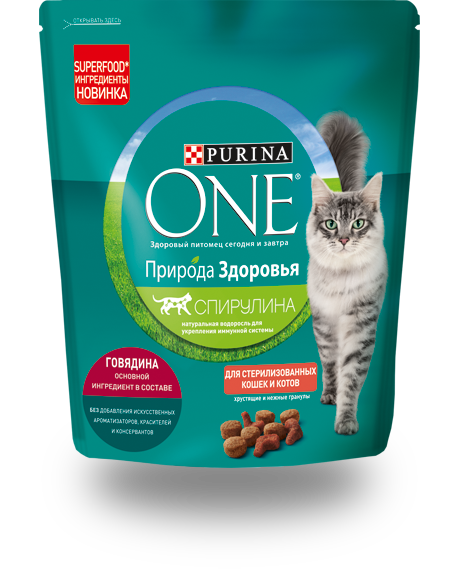 ОТКРЫВАТЬ ЗДЕСЬ
SUPERFOOD*
ИНГРЕДИЕНТЫ
НОВИНКА
PURINA
ONE®
Здоровый питомец сегодня и завтра
Природа Здоровья
СПИРУЛИНА
натуральная водоросль для
укрепления иммунной системы
ГОВЯДИНА
ОСНОВНОЙ
ИНГРЕДИЕНТ В СОСТАВЕ
БЕЗ ДОБАВЛЕНИЯ ИСКУССТВЕННЫХ
АРОМАТИЗАТОРОВ, КРАСИТЕЛЕЙ
И КОНСЕРВАНТОВ
ДЛЯ СТЕРИЛИЗОВАННЫХ
КОШЕК И КОТОВ
хрустящие и нежные гранулы